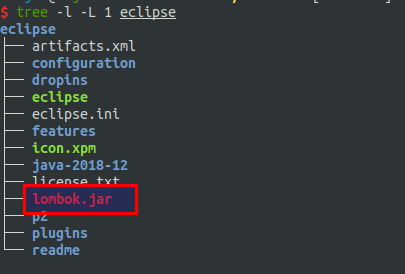 $ tree -l -L 1 eclipse
eclipse
├── artifacts.xml
├── configuration
├── dropins
├── eclipse
├── eclipse.ini
├── features
├── icon.xpm
├── java-2018-12
├── license.txt
├── lombok.jar
├── p2
├── plugins
└── readme